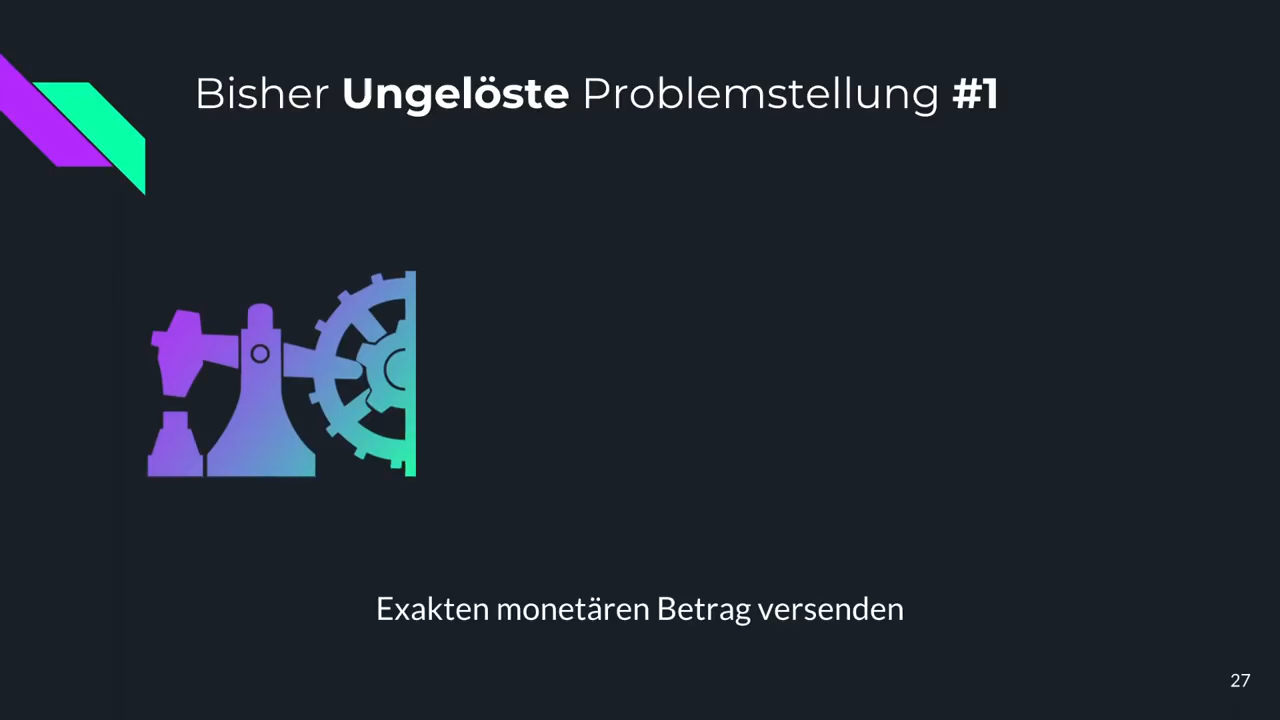 Bisher Ungelöste Problemstellung #1
Exakten monetären Betrag versenden
27